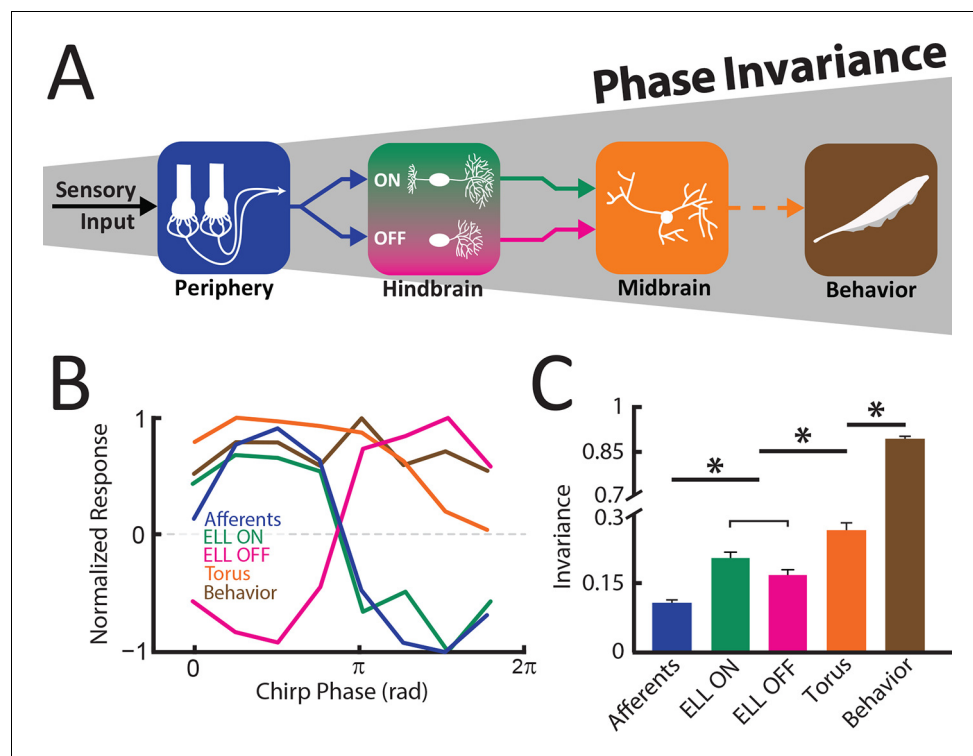 A
Phase Invariance
Sensory
Input
ON
OFF
Periphery
Hindbrain
Midbrain
Behavior
B
Normalized Response
1
0
−1
Afferents
ELL ON
ELL OFF
Torus
Behavior
0
π
2π
Chirp Phase (rad)
C
Invariance
1
0.85
0.7
0.3
0.15
0
*
*
*
Afferents
ELL ON
ELL OFF
Torus
Behavior